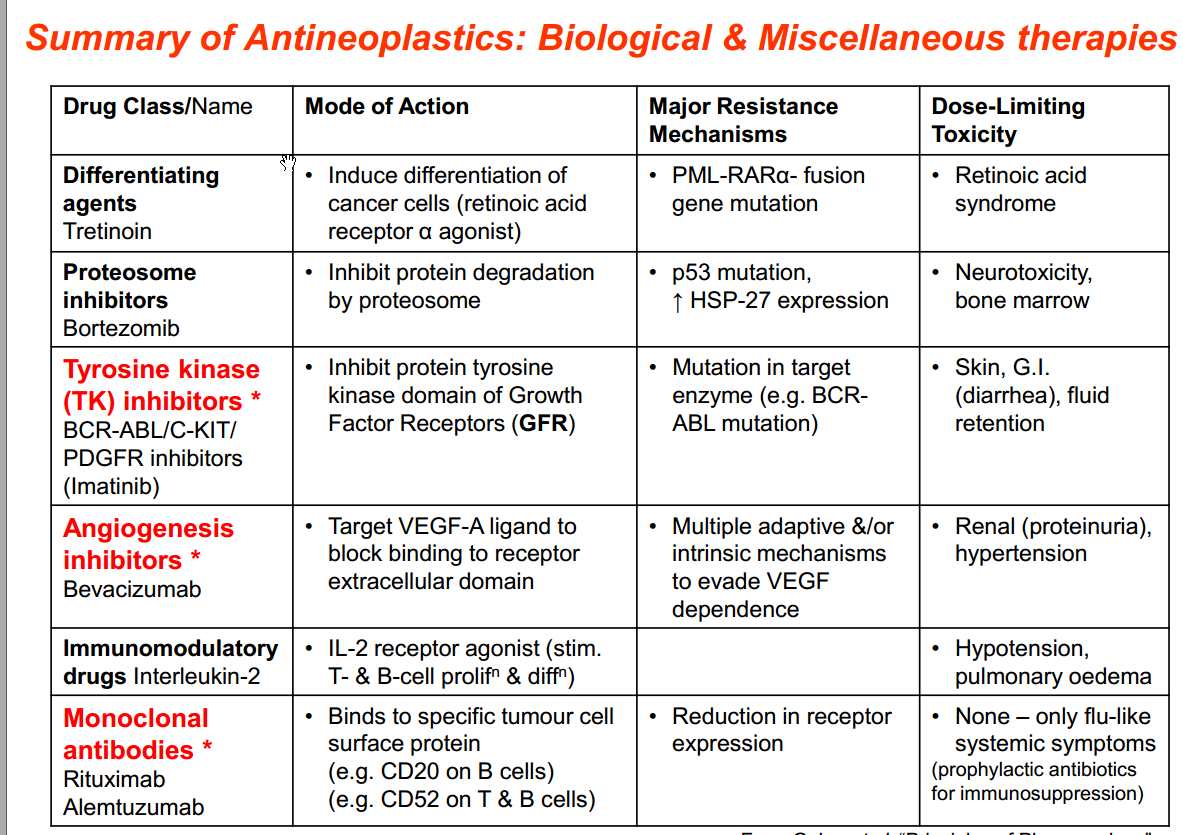 Summary of Antineoplastics: Biological & Miscellaneous therapies
Drug Class/Name
Mode of Action
Major Resistance
Mechanisms
Dose-Limiting
Toxicity
Differentiating
agents
Tretinoin
• Induce differentiation of
cancer cells (retinoic acid
receptor α agonist)
• PML-RARα- fusion
gene mutation
• Retinoic acid
syndrome
Proteosome
inhibitors
Bortezomib
• Inhibit protein degradation
by proteosome
• p53 mutation,
↑ HSP-27 expression
• Neurotoxicity,
bone marrow
Tyrosine kinase
(TK) inhibitors *
BCR-ABL/C-KIT/
PDGFR inhibitors
(Imatinib)
• Inhibit protein tyrosine
kinase domain of Growth
Factor Receptors (GFR)
• Mutation in target
enzyme (e.g. BCR-
ABL mutation)
• Skin, G.I.
(diarrhea), fluid
retention
Angiogenesis
inhibitors *
Bevacizumab
• Target VEGF-A ligand to
block binding to receptor
extracellular domain
• Multiple adaptive &/or
intrinsic mechanisms
to evade VEGF
dependence
• Renal (proteinuria),
hypertension
Immunomodulatory
drugs Interleukin-2
• IL-2 receptor agonist (stim.
T- & B-cell prolifⁿ & diffⁿ)
• Hypotension,
pulmonary oedema
Monoclonal
antibodies *
Rituximab
Alemtuzumab
• Binds to specific tumour cell
surface protein
(e.g. CD20 on B cells)
(e.g. CD52 on T & B cells)
• Reduction in receptor
expression
• None – only flu-like
systemic symptoms
(prophylactic antibiotics
for immunosuppression)